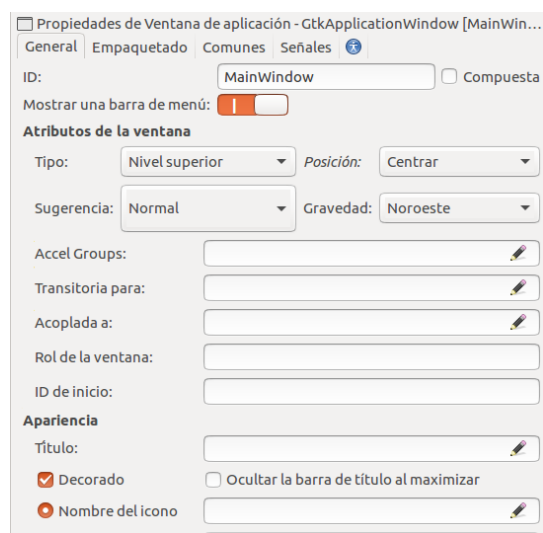 Propiedades de Ventana de aplicación - GtkApplicationWindow [MainWin...
General Empaquetado Comunes Señales
ID: MainWindow Compuesta
Mostrar una barra de menú:
Atributos de la ventana
Tipo: Nivel superior Posición: Centrar
Sugerencia: Normal Gravedad: Noroeste
Accel Groups:
Transitoria para:
Acoplada a:
Rol de la ventana:
ID de inicio:
Apariencia
Título:
Decorado Ocultar la barra de título al maximizar
Nombre del icono